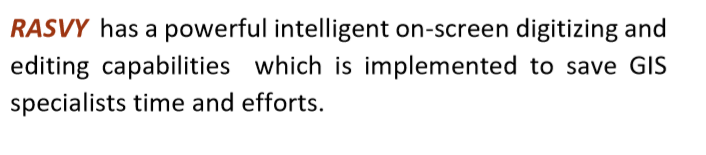 RASVY has a powerful intelligent on-screen digitizing and
editing capabilities which is implemented to save GIS
specialists time and efforts.